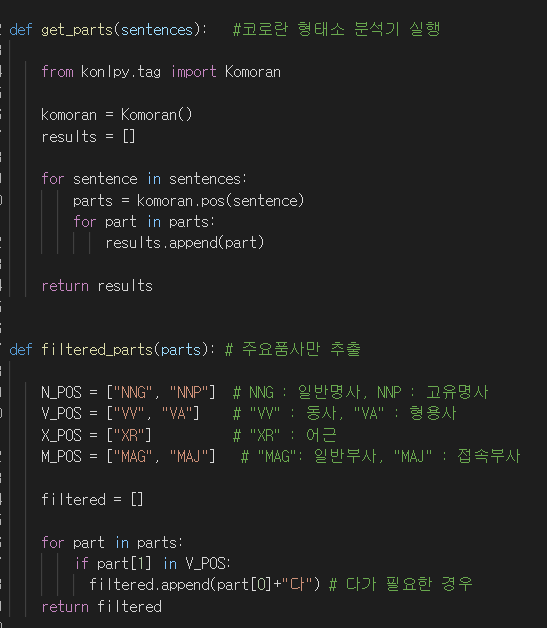 def get_parts(sentences):   #코로란 형태소 분석기 실행
from konlpy.tag import Komoran
komoran = Komoran()
results = []
for sentence in sentences:
parts = komoran.pos(sentence)
for part in parts:
results.append(part)
return results
def filtered_parts(parts): # 주요품사만 추출
N_POS = ["NNG", "NNP"]  # NNG : 일반명사, NNP : 고유명사
V_POS = ["VV", "VA"]    # "VV" : 동사, "VA" : 형용사
X_POS = ["XR"]          # "XR" : 어근
M_POS = ["MAG", "MAJ"]   # "MAG": 일반부사, "MAJ" : 접속부사
filtered = []
for part in parts:
if part[1] in V_POS:
filtered.append(part[0]+"다") # 다가 필요한 경우
return filtered